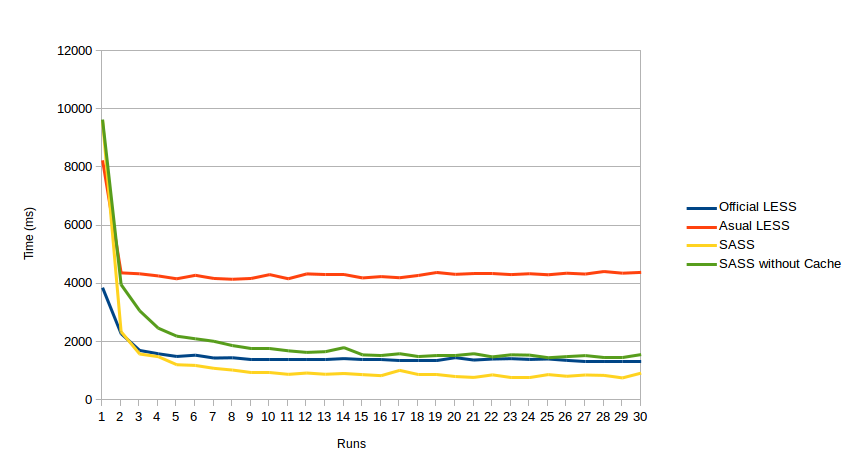 12000
10000
8000
6000
4000
2000
0
Time (ms)
1 2 3 4 5 6 7 8 9 10 11 12 13 14 15 16 17 18 19 20 21 22 23 24 25 26 27 28 29 30
Runs
Official LESS
Asual LESS
SASS
SASS without Cache